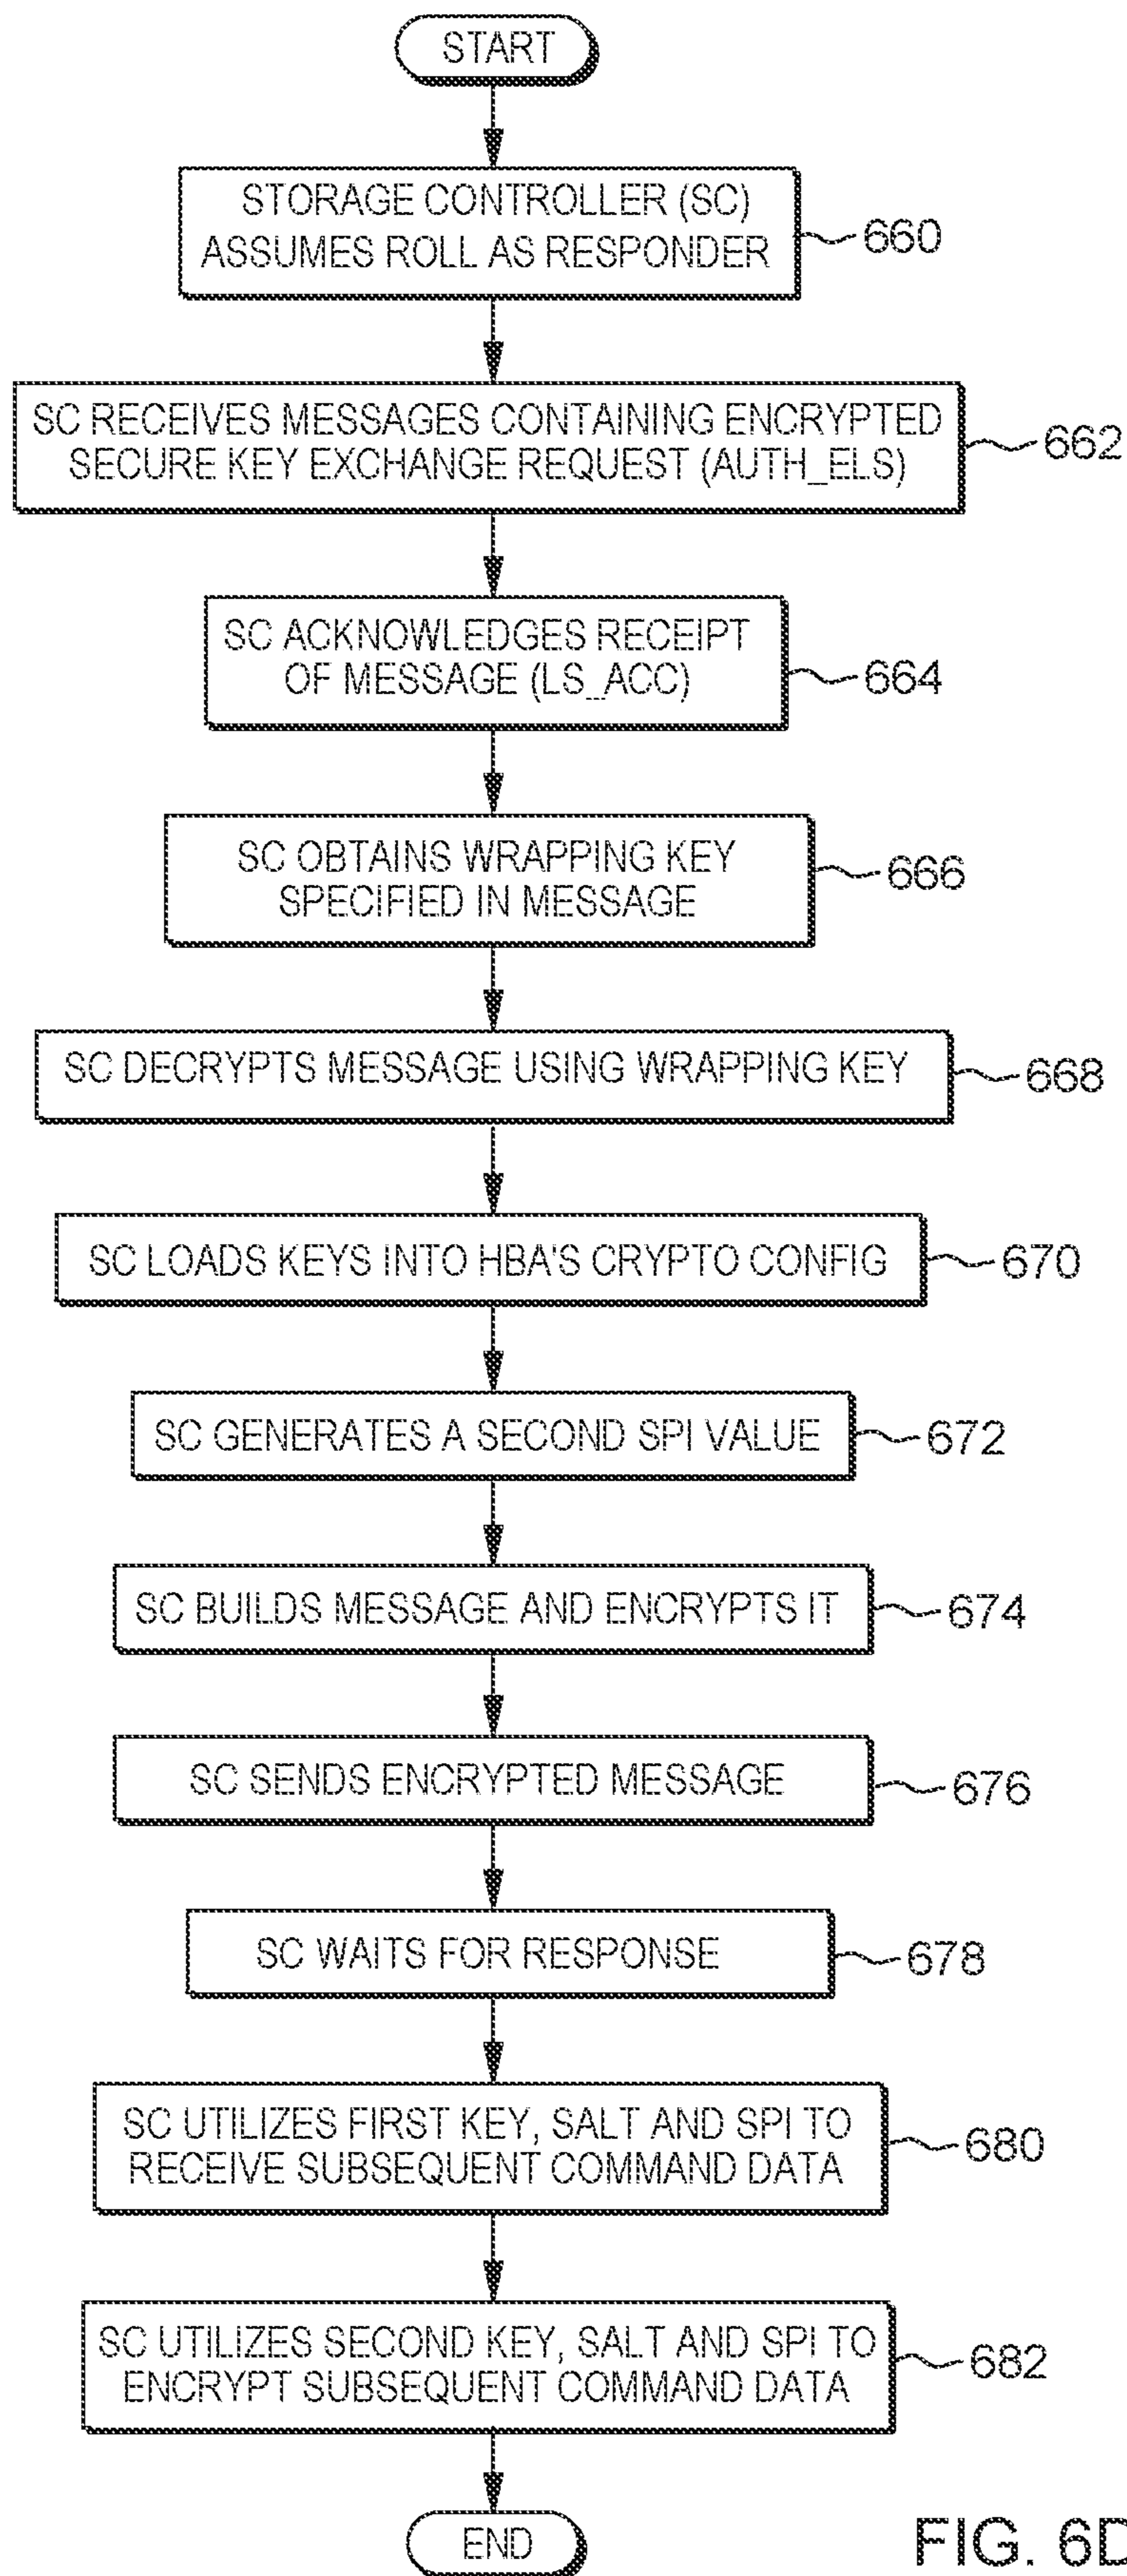 START
STORAGE CONTROLLER (SC)
ASSUMES ROLL AS RESPONDER
660
SC RECEIVES MESSAGES CONTAINING ENCRYPTED
SECURE KEY EXCHANGE REQUEST (AUTH_ELS)
662
SC ACKNOWLEDGES RECEIPT
OF MESSAGE (LS_ACC)
664
SC OBTAINS WRAPPING KEY
SPECIFIED IN MESSAGE
666
SC DECRYPTS MESSAGE USING WRAPPING KEY
668
SC LOADS KEYS INTO HBA'S CRYPTO CONFIG
670
SC GENERATES A SECOND SPI VALUE
672
SC BUILDS MESSAGE AND ENCRYPTS IT
674
SC SENDS ENCRYPTED MESSAGE
676
SC WAITS FOR RESPONSE
678
SC UTILIZES FIRST KEY, SALT AND SPI TO
RECEIVE SUBSEQUENT COMMAND DATA
680
SC UTILIZES SECOND KEY, SALT AND SPI TO
ENCRYPT SUBSEQUENT COMMAND DATA
682
END
FIG. 6D